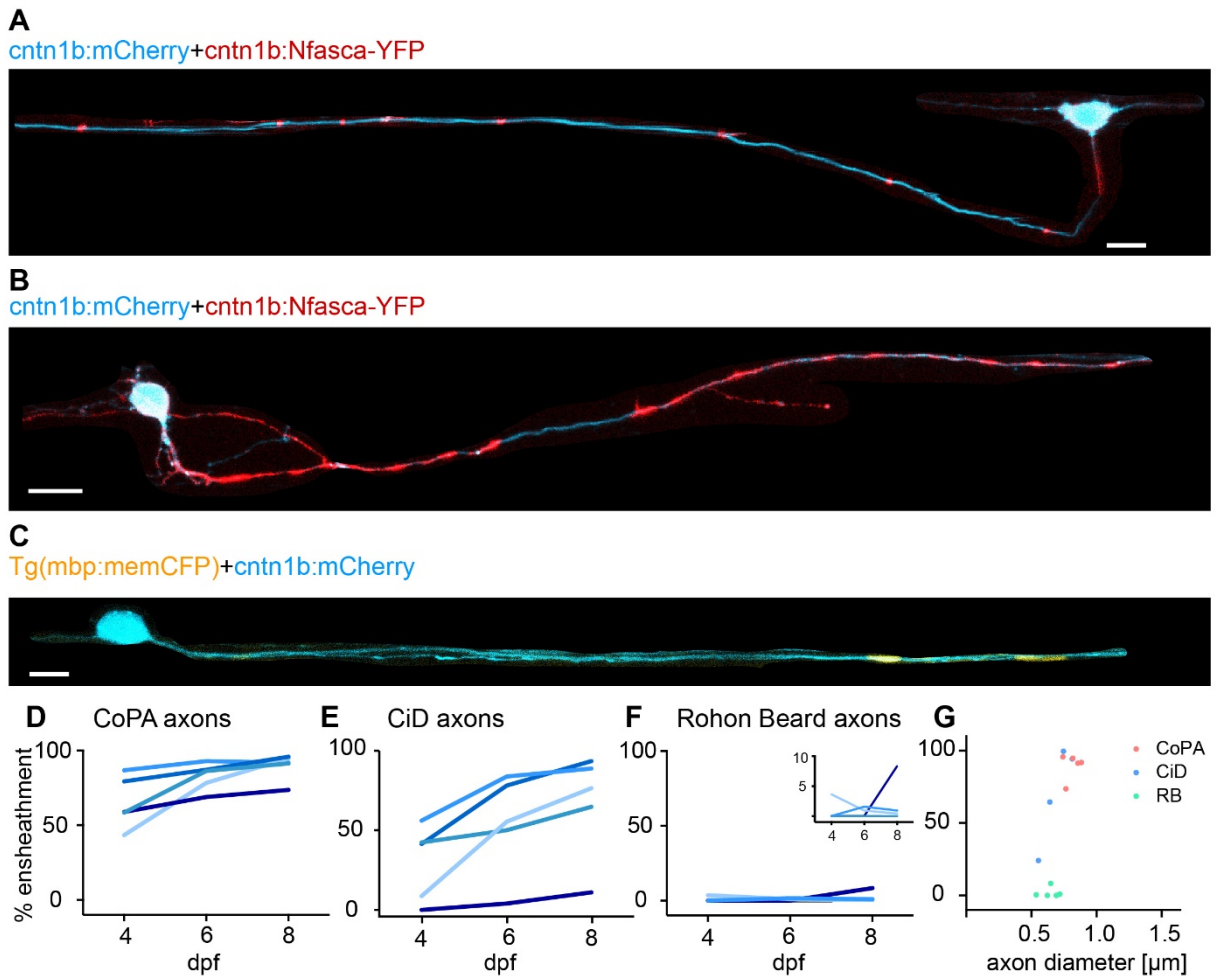 A
cntn1b:mCherry+cntn1b:Nfasca-YFP
B
cntn1b:mCherry+cntn1b:Nfasca-YFP
C
Tg(mbp:memCFP)+cntn1b:mCherry
D CoPA axons
% ensheathment
100
50
0
4 6 8
dpf
E CiD axons
100
50
0
4 6 8
dpf
F Rohon Beard axons
100
50
0
10
5
4 6 8
4 6 8
dpf
G
100
50
0
CoPA
CiD
RB
0.5 1.0 1.5
axon diameter [µm]